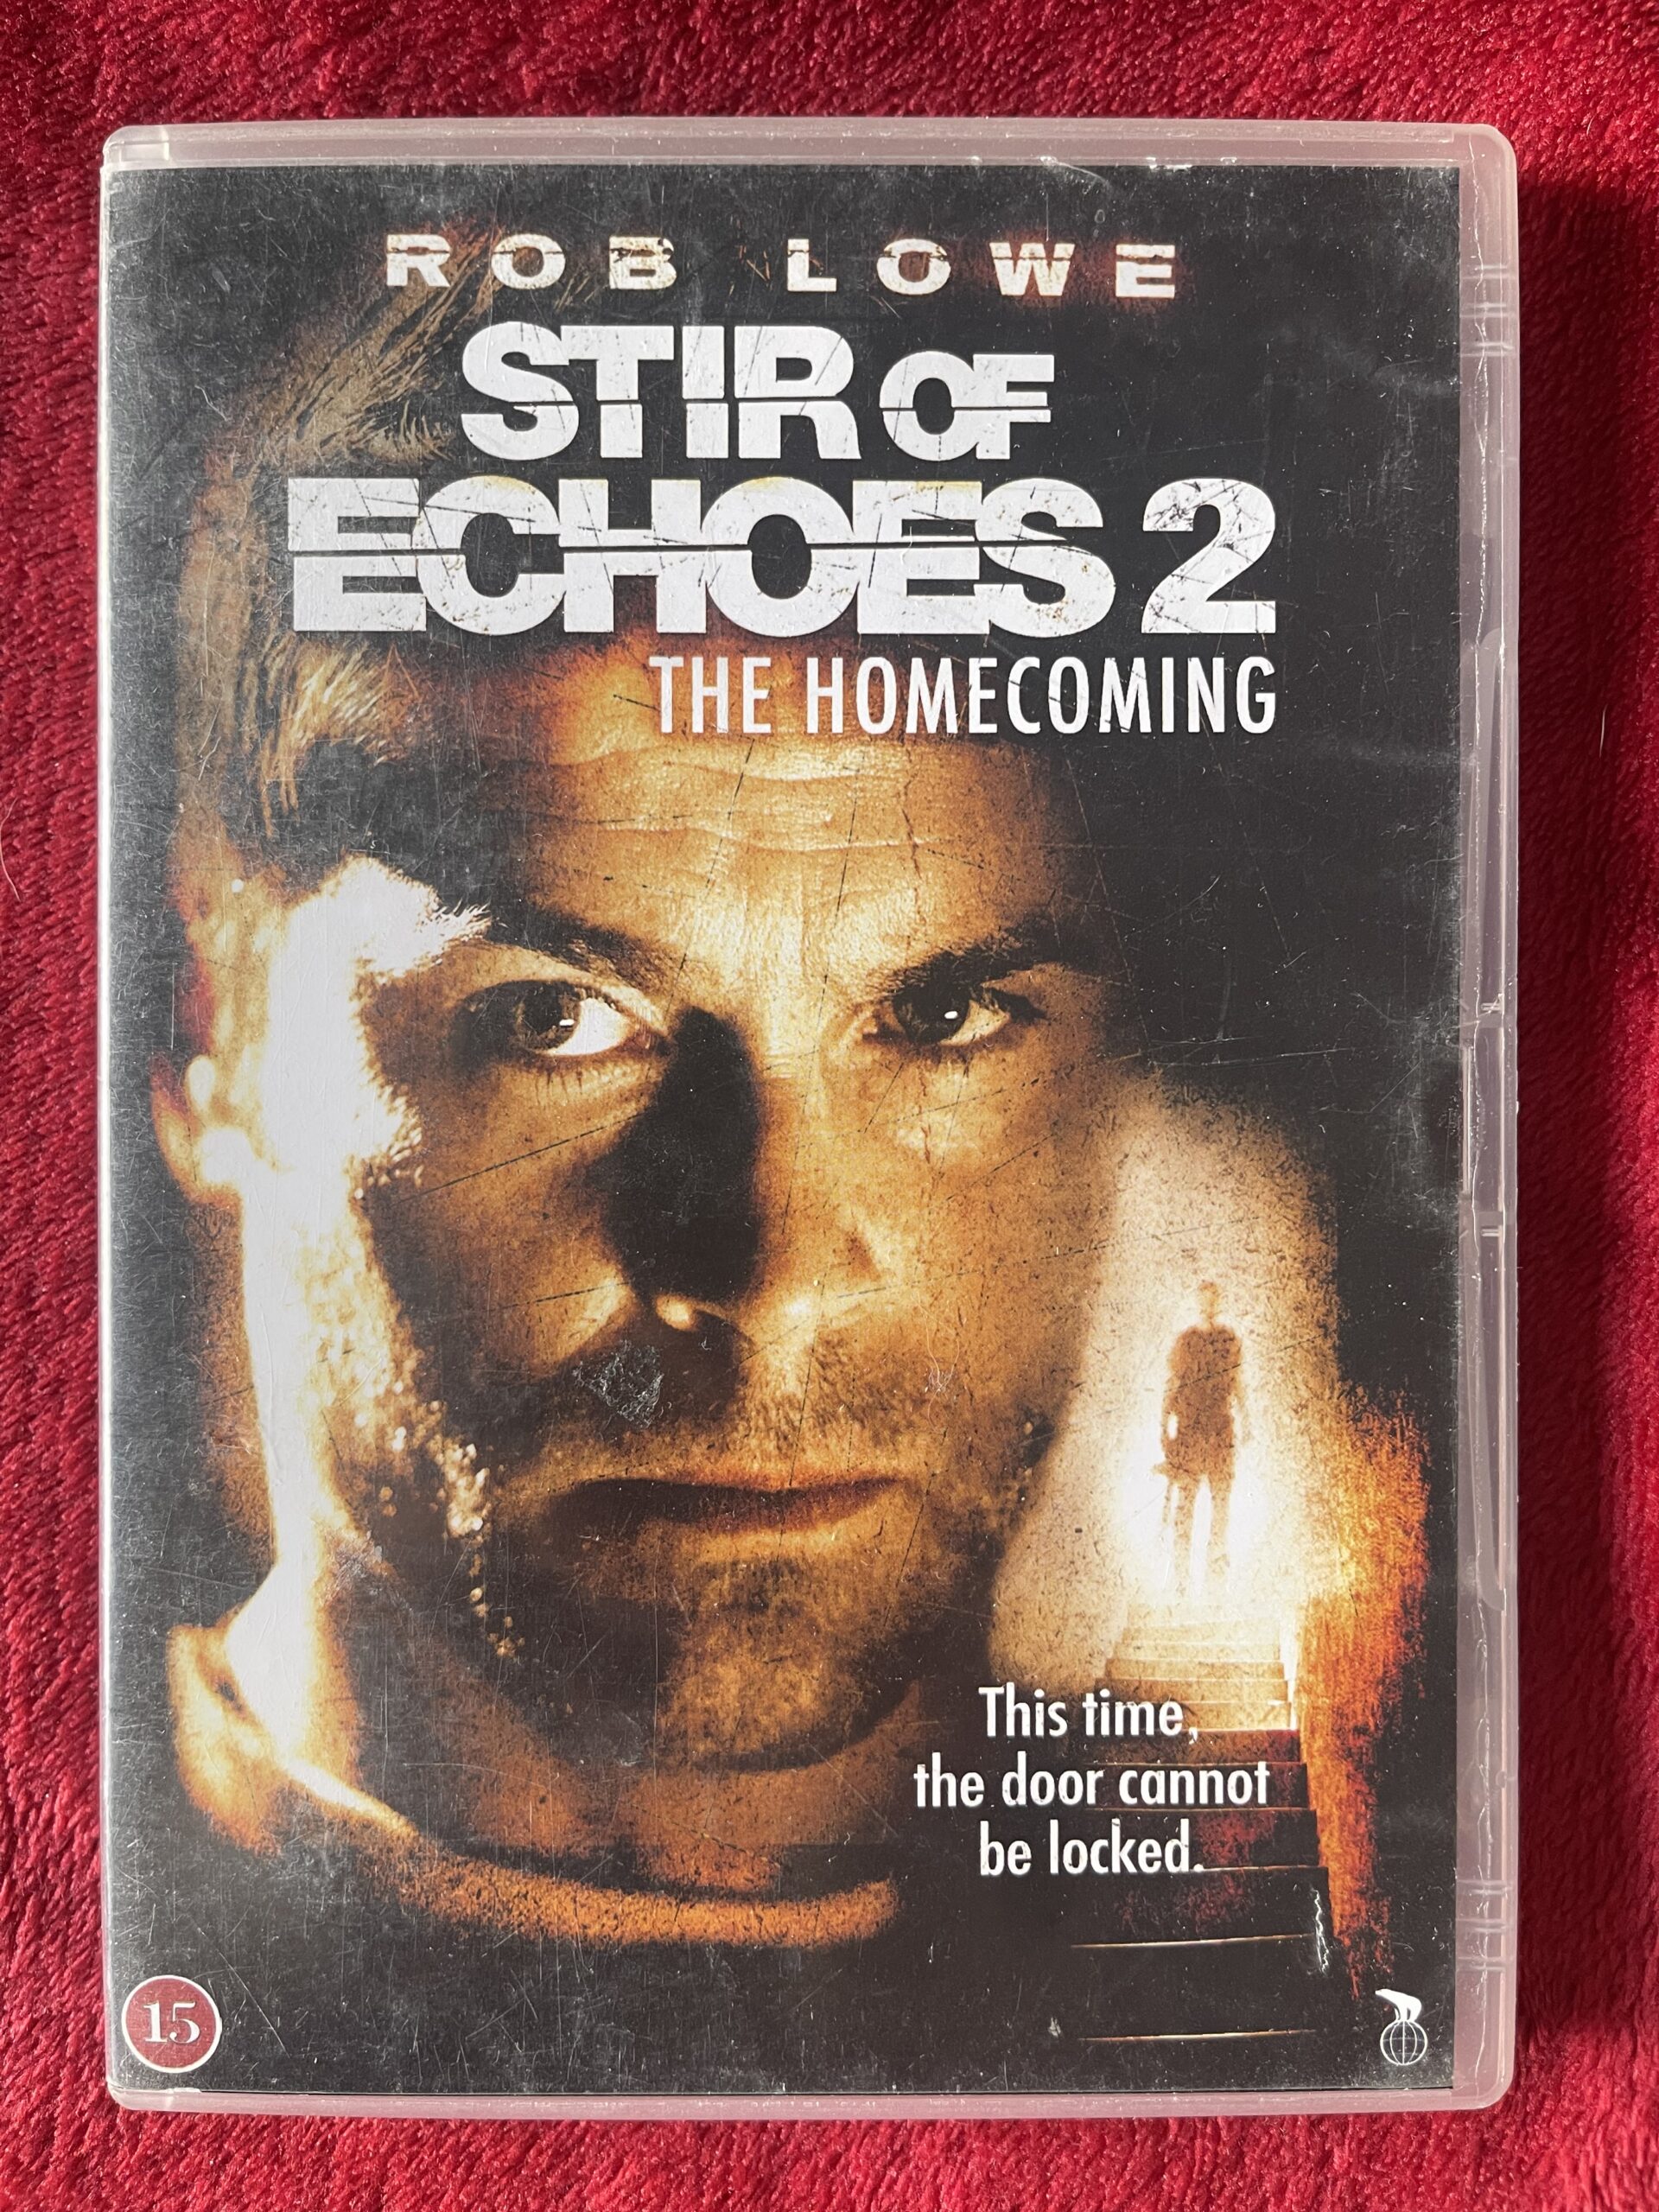 ROB LOWE
STIR OF
ECHOES 2
THE HOMECOMING
This time,
the door cannot
be locked.
15